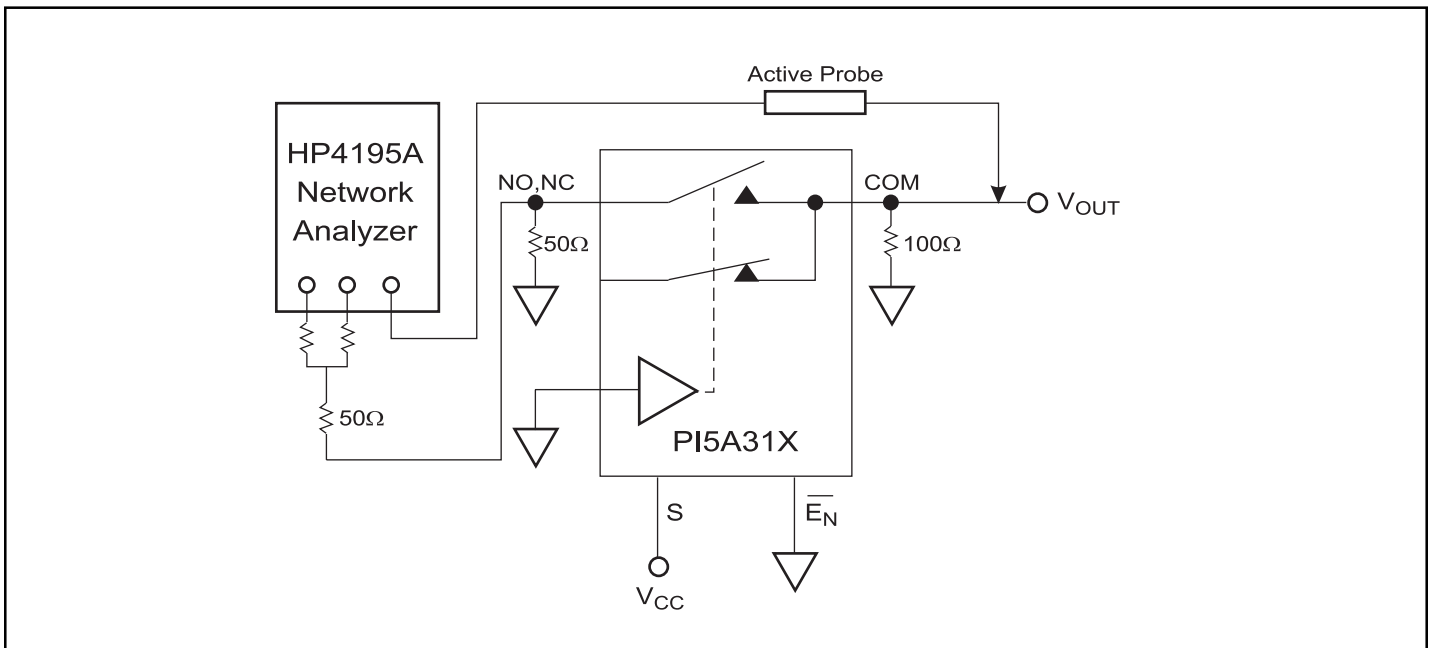 Active Probe
HP4195A
Network
Analyzer
NO,NC
COM
VOUT
50Ω
100Ω
50Ω
PI5A31X
S
EN
VCC